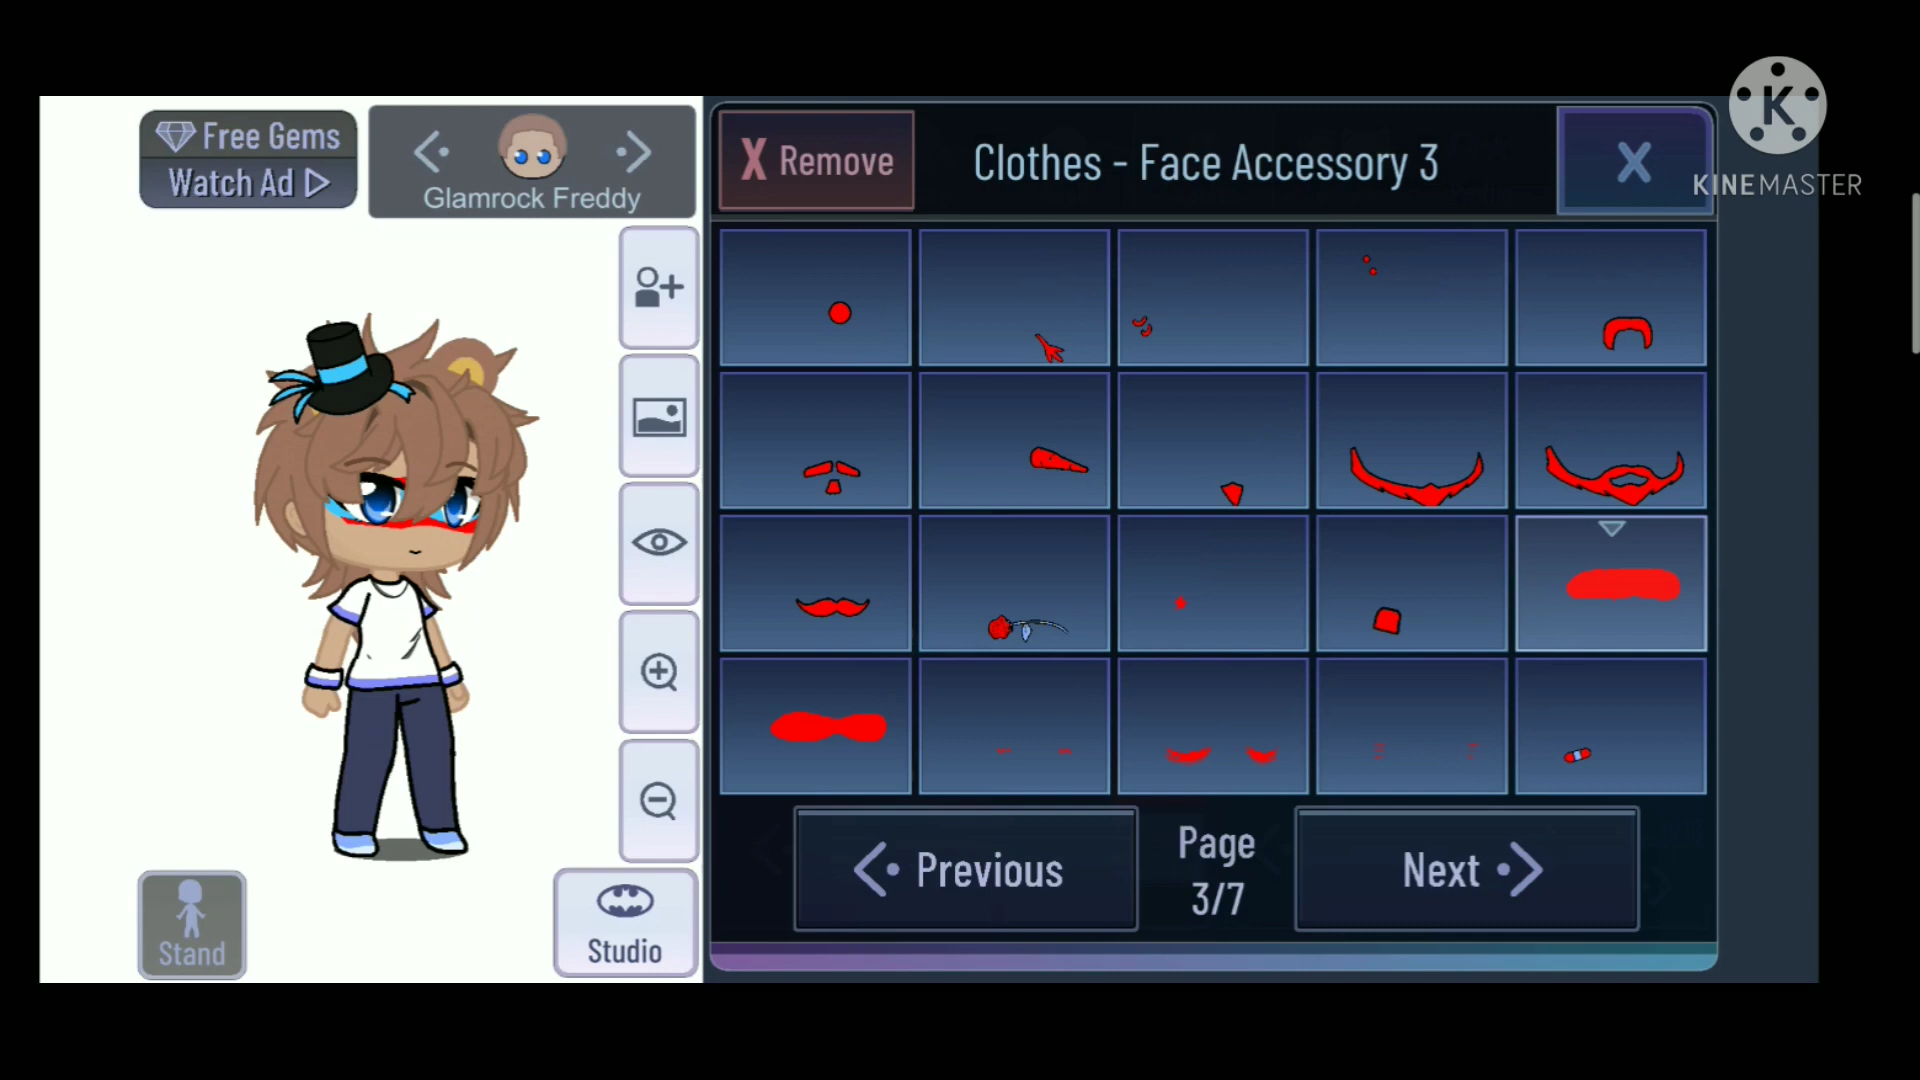 Free Gems
Watch Ad
Glamrock Freddy
X Remove
Clothes - Face Accessory 3
X
K
KINEMASTER
Stand
Studio
Previous
Page
3/7
Next